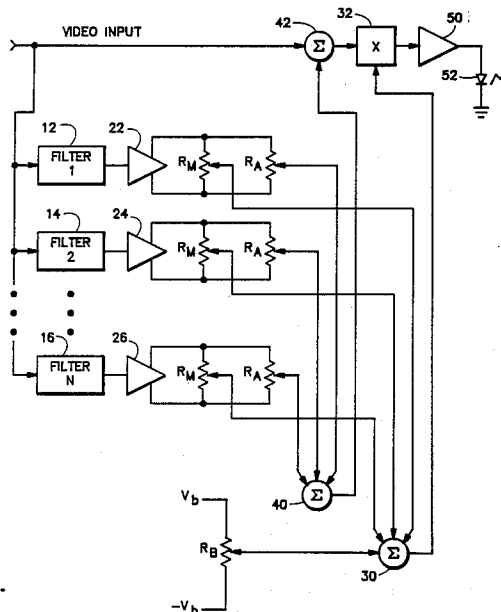 VIDEO INPUT
42
Σ
32
X
50
52
12
FILTER
1
22
R_M
R_A
14
FILTER
2
24
R_M
R_A
16
FILTER
N
26
R_M
R_A
40
Σ
V_b
R_B
-V_b
Σ
30